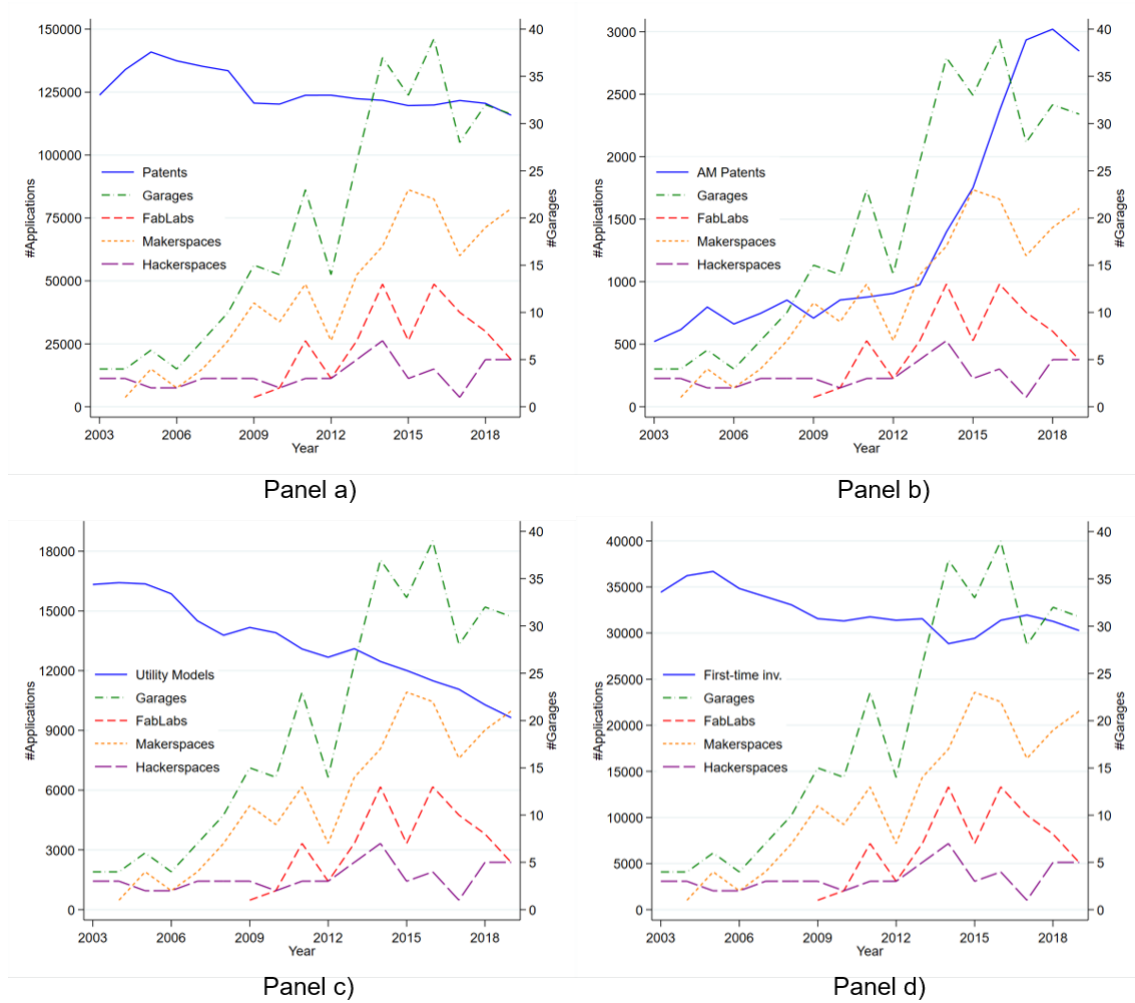 150000
125000
100000
75000
50000
25000
0
#Applications
40
35
30
25
20
15
10
5
0
#Garages
Patents
Garages
FabLabs
Makerspaces
Hackerspaces
2003 2006 2009 2012 2015 2018
Year
Panel a)
3000
2500
2000
1500
1000
500
0
#Applications
40
35
30
25
20
15
10
5
0
#Garages
AM Patents
Garages
FabLabs
Makerspaces
Hackerspaces
2003 2006 2009 2012 2015 2018
Year
Panel b)
18000
15000
12000
9000
6000
3000
0
#Applications
40
35
30
25
20
15
10
5
0
#Garages
Utility Models
Garages
FabLabs
Makerspaces
Hackerspaces
2003 2006 2009 2012 2015 2018
Year
Panel c)
40000
35000
30000
25000
20000
15000
10000
5000
0
#Applications
40
35
30
25
20
15
10
5
0
#Garages
First-time inv.
Garages
FabLabs
Makerspaces
Hackerspaces
2003 2006 2009 2012 2015 2018
Year
Panel d)